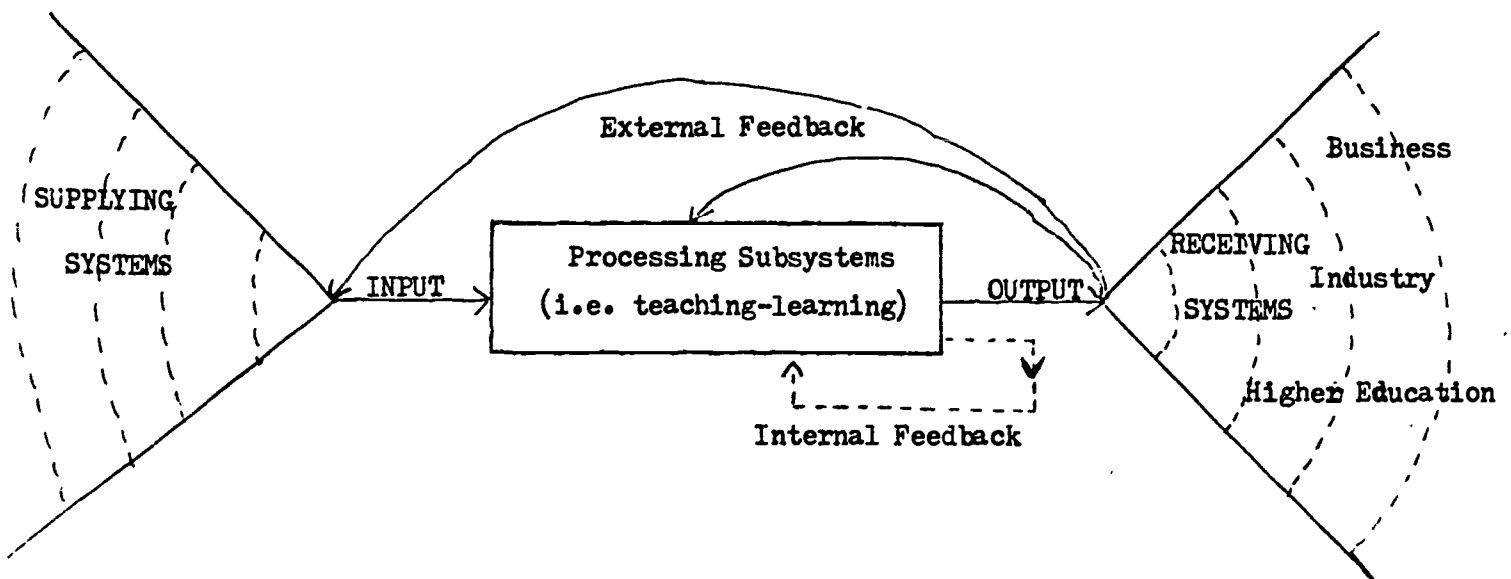 External Feedback
Business
SUPPLYING
SYSTEMS
INPUT
Processing Subsystems
(i.e. teaching-learning)
OUTPUT
RECEIVING
SYSTEMS
Industry
Higher Education
Internal Feedback